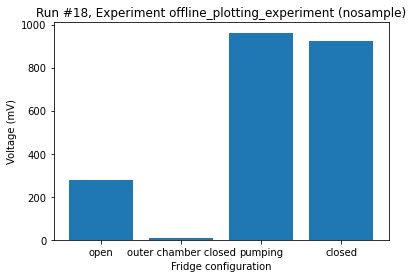 Run #18, Experiment offline_plotting_experiment (nosample)
1000
800
600
400
200
0
Voltage (mV)
open outer chamber closed pumping closed
Fridge configuration